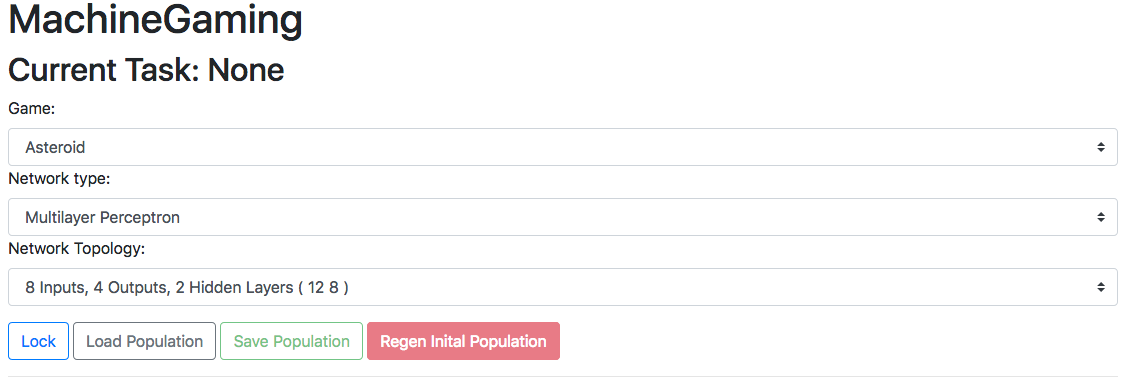 MachineGaming
Current Task: None
Game:
Asteroid
Network type:
Multilayer Perceptron
Network Topology:
8 Inputs, 4 Outputs, 2 Hidden Layers ( 12 8 )
Lock Load Population Save Population Regen Inital Population